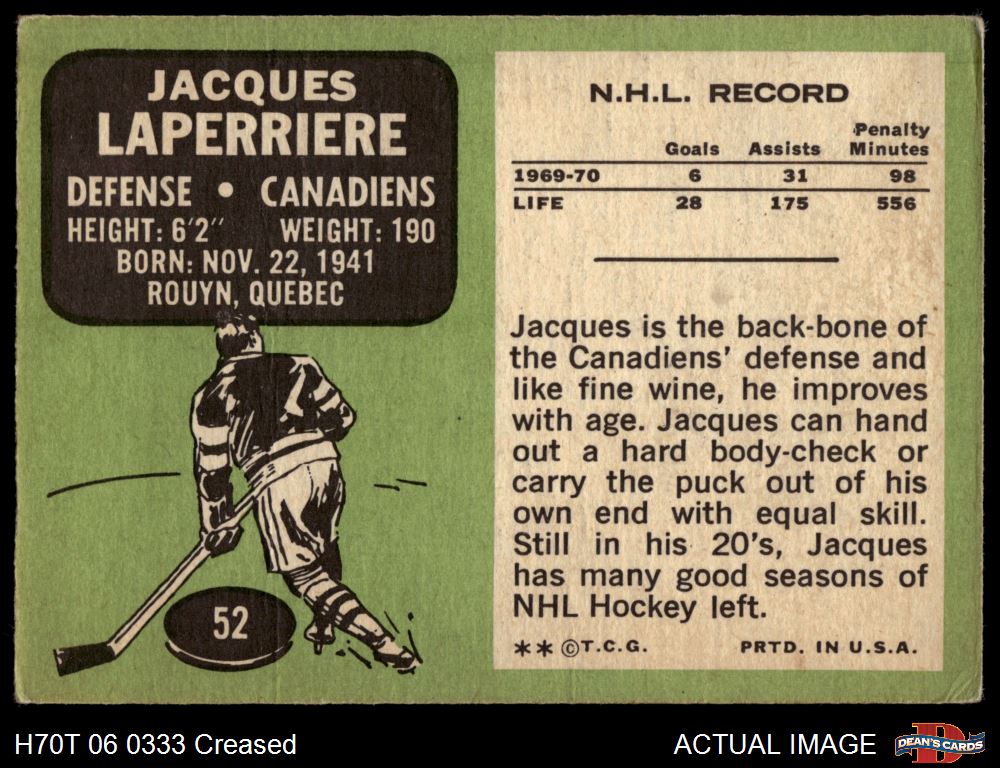 JACQUES
LAPERRIERE
DEFENSE • CANADIENS
HEIGHT: 6'2" WEIGHT: 190
BORN: NOV. 22, 1941
ROUYN, QUEBEC
52
N.H.L. RECORD
Goals Assists Penalty Minutes
1969-70 6 31 98
LIFE 28 175 556
Jacques is the back-bone of
the Canadiens' defense and
like fine wine, he improves
with age. Jacques can hand
out a hard body-check or
carry the puck out of his
own end with equal skill.
Still in his 20's, Jacques
has many good seasons of
NHL Hockey left.
** ©T.C.G. PRTD. IN U.S.A.
H70T 06 0333 Creased
ACTUAL IMAGE
D
DEAN'S CARDS